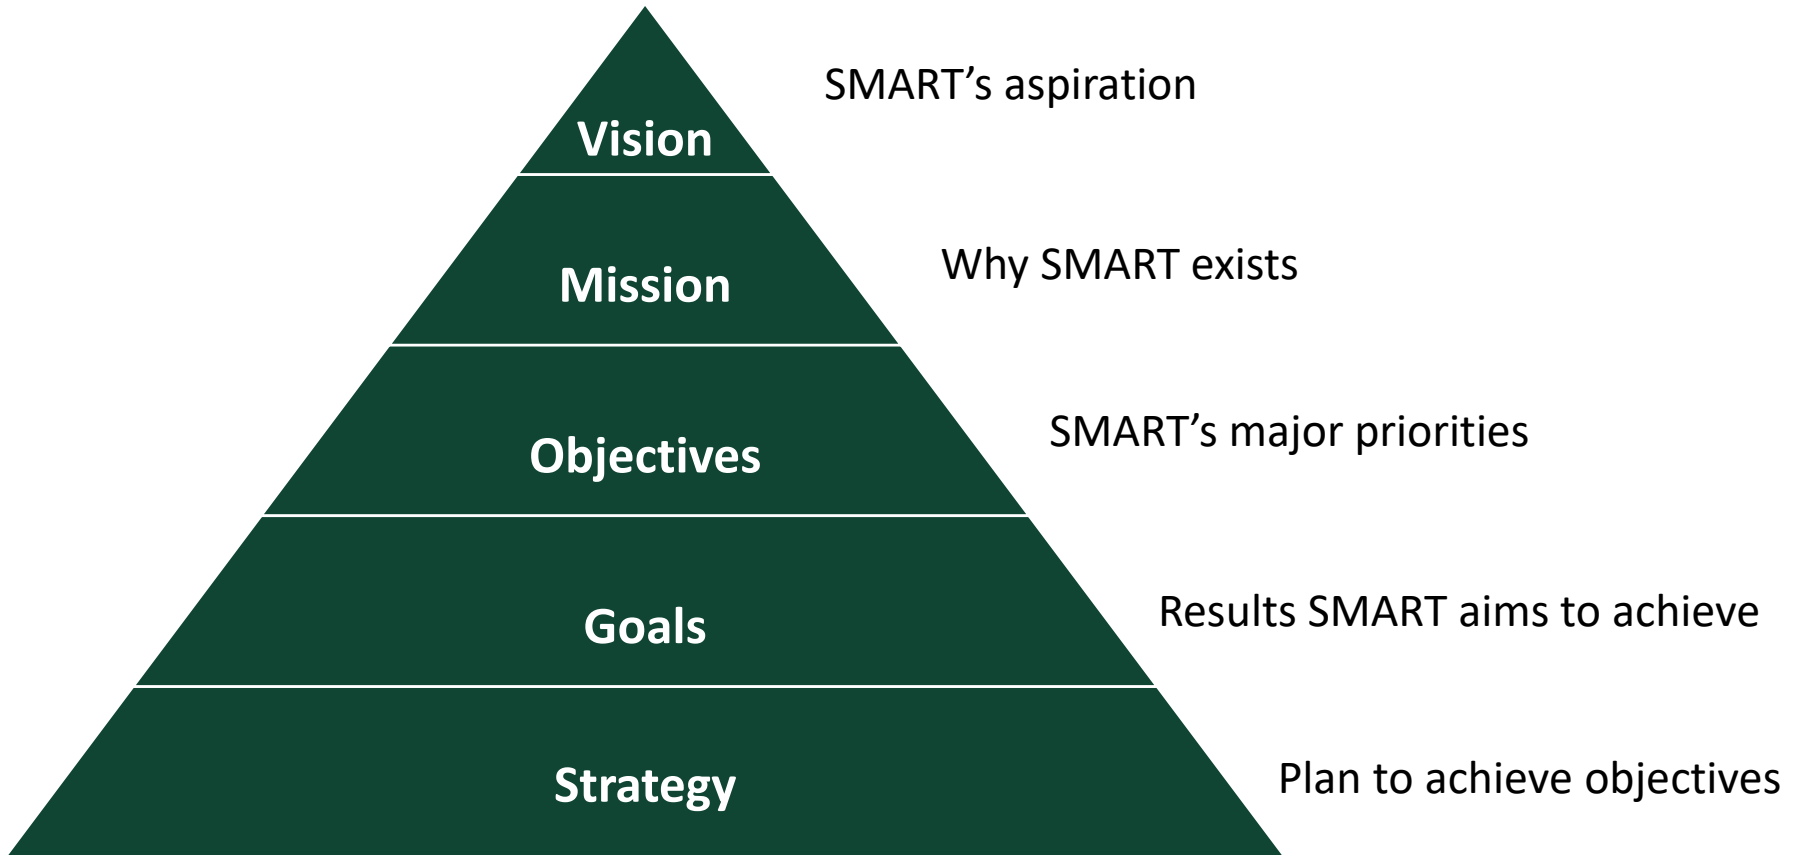 SMART’s aspiration
Vision
Why SMART exists
Mission
SMART’s major priorities
Objectives
Results SMART aims to achieve
Goals
Plan to achieve objectives
Strategy